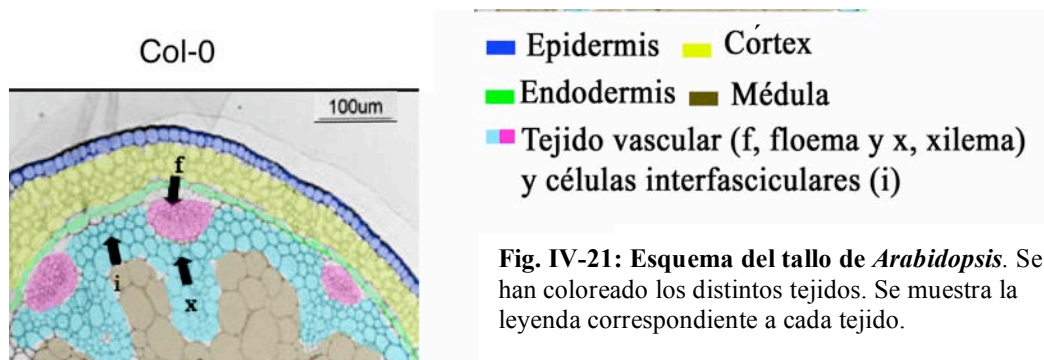 Col-0
100um
f
i
x
Epidermis Córtex
Endodermis Médula
Tejido vascular (f, floema y x, xilema)
y células interfasciculares (i)
Fig. IV-21: Esquema del tallo de Arabidopsis. Se
han coloreado los distintos tejidos. Se muestra la
leyenda correspondiente a cada tejido.